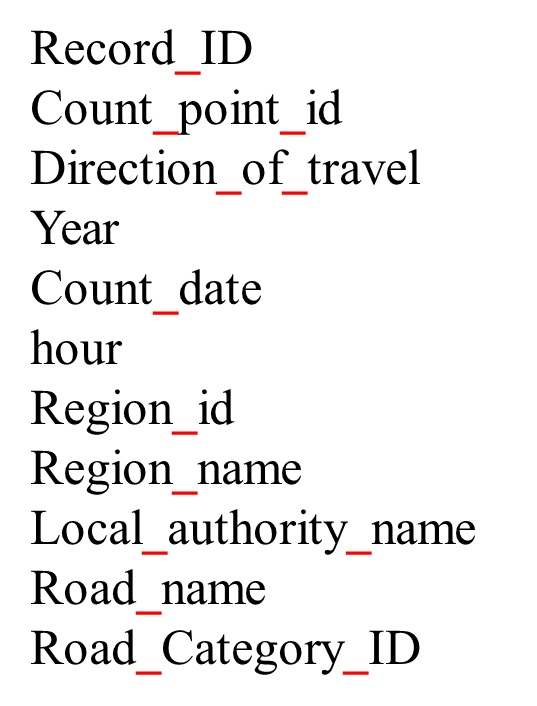 Record_ID
Count_point_id
Direction_of_travel
Year
Count_date
hour
Region_id
Region_name
Local_authority_name
Road_name
Road_Category_ID